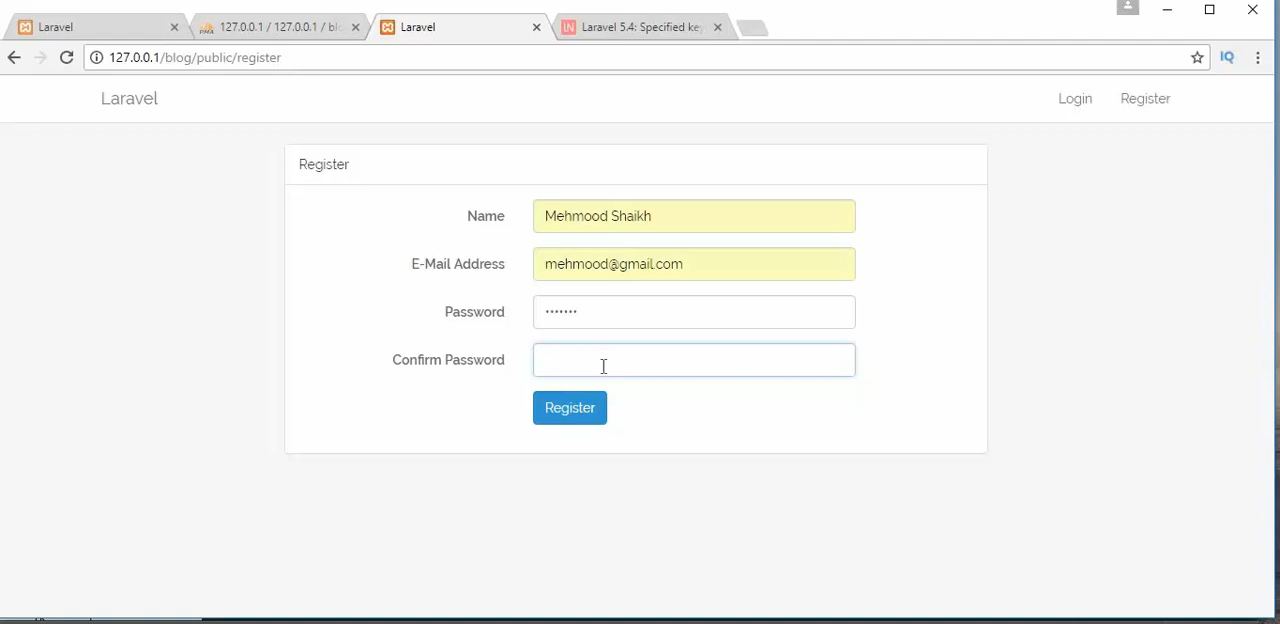 Laravel
127.0.0.1 / 127.0.0.1 / blo
Laravel
Laravel 5.4: Specified key
127.0.0.1/blog/public/register
IQ
Laravel
Login
Register
Register
Name
Mehmood Shaikh
E-Mail Address
mehmood@gmail.com
Password
•••••••
Confirm Password
Register